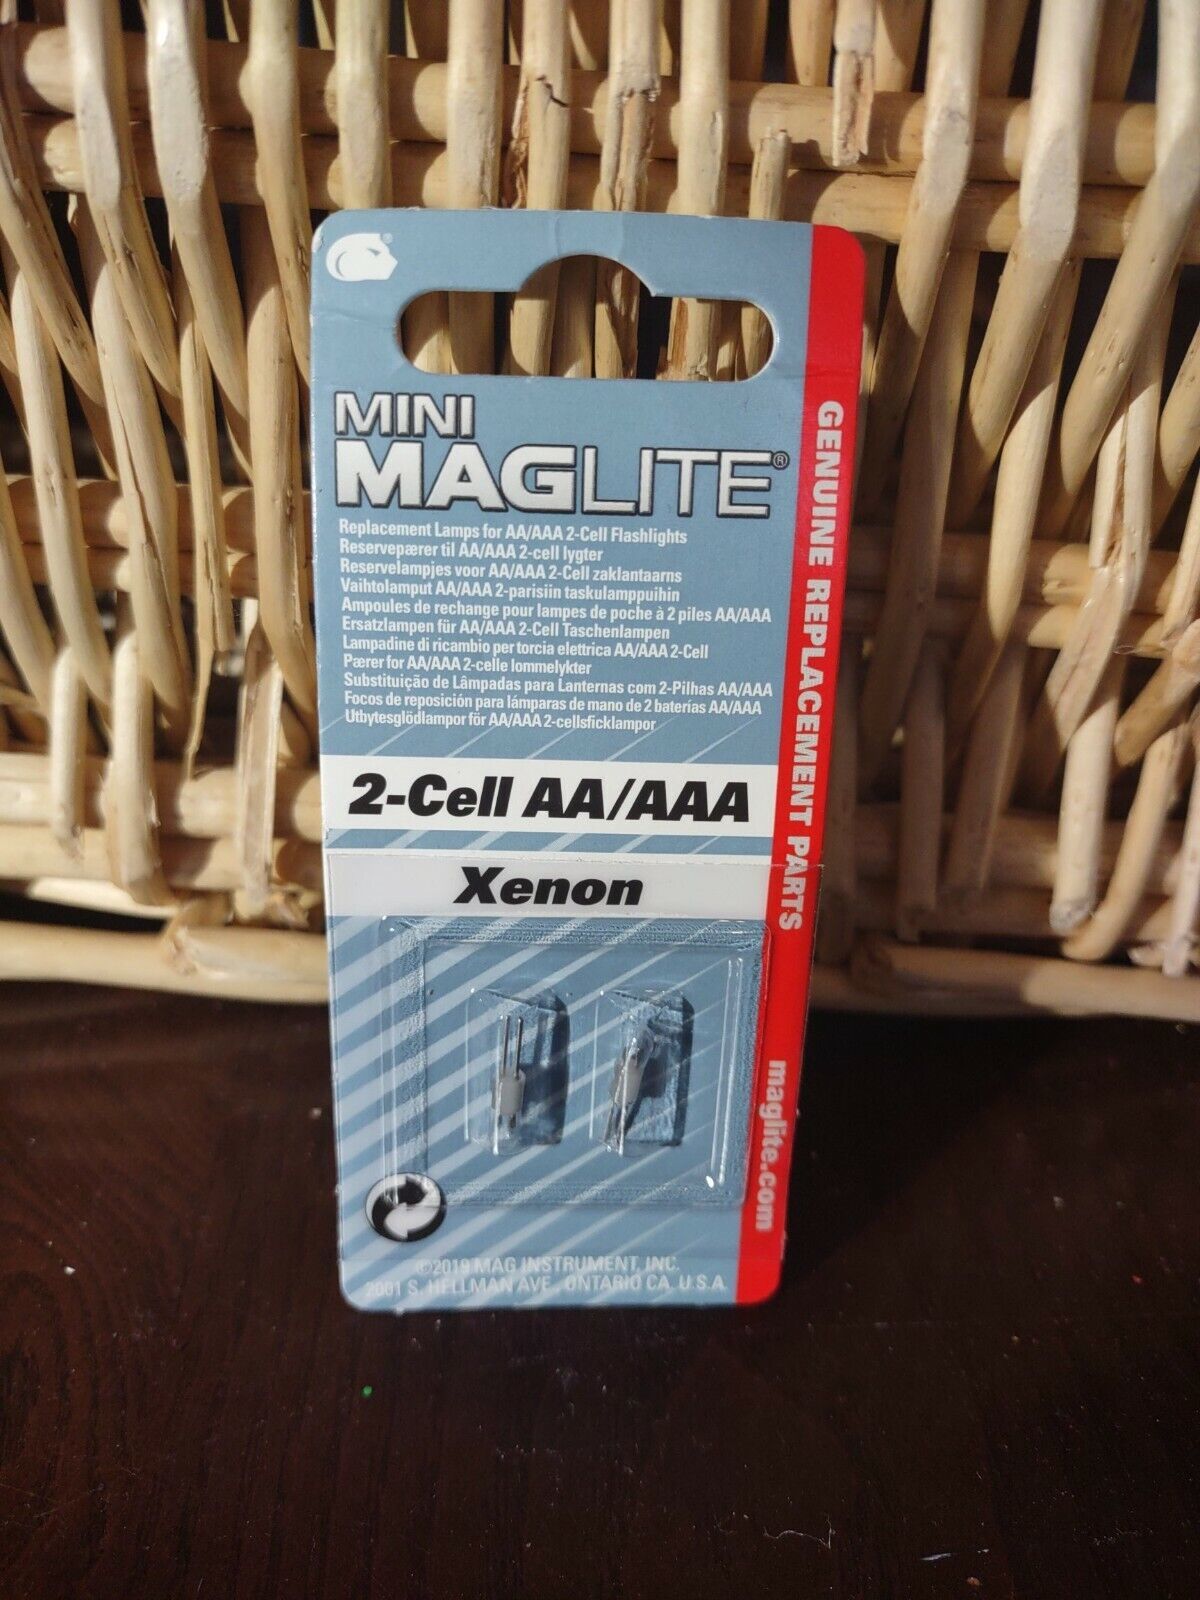 MINI
MAGLITE®
Replacement Lamps for AA/AAA 2-Cell Flashlights
Reservepærer til AA/AAA 2-cell lygter
Reservelampjes voor AA/AAA 2-Cell zaklantaarns
Vaihtolamput AA/AAA 2-parisiin taskulamppuihin
Ampoules de rechange pour lampes de poche à 2 piles AA/AAA
Ersatzlampen für AA/AAA 2-Cell Taschenlampen
Lampadine di ricambio per torcia elettrica AA/AAA 2-Cell
Pærer for AA/AAA 2-celle lommelykter
Substituição de Lâmpadas para Lanternas com 2-Pilhas AA/AAA
Focos de reposición para lámparas de mano de 2 baterías AA/AAA
Utbytesglödlampor för AA/AAA 2-cellsficklampor
2-Cell AA/AAA
Xenon
©2019 MAG INSTRUMENT, INC.
2001 S. HELLMAN AVE., ONTARIO CA. U.S.A.
GENUINE REPLACEMENT PARTS
maglite.com